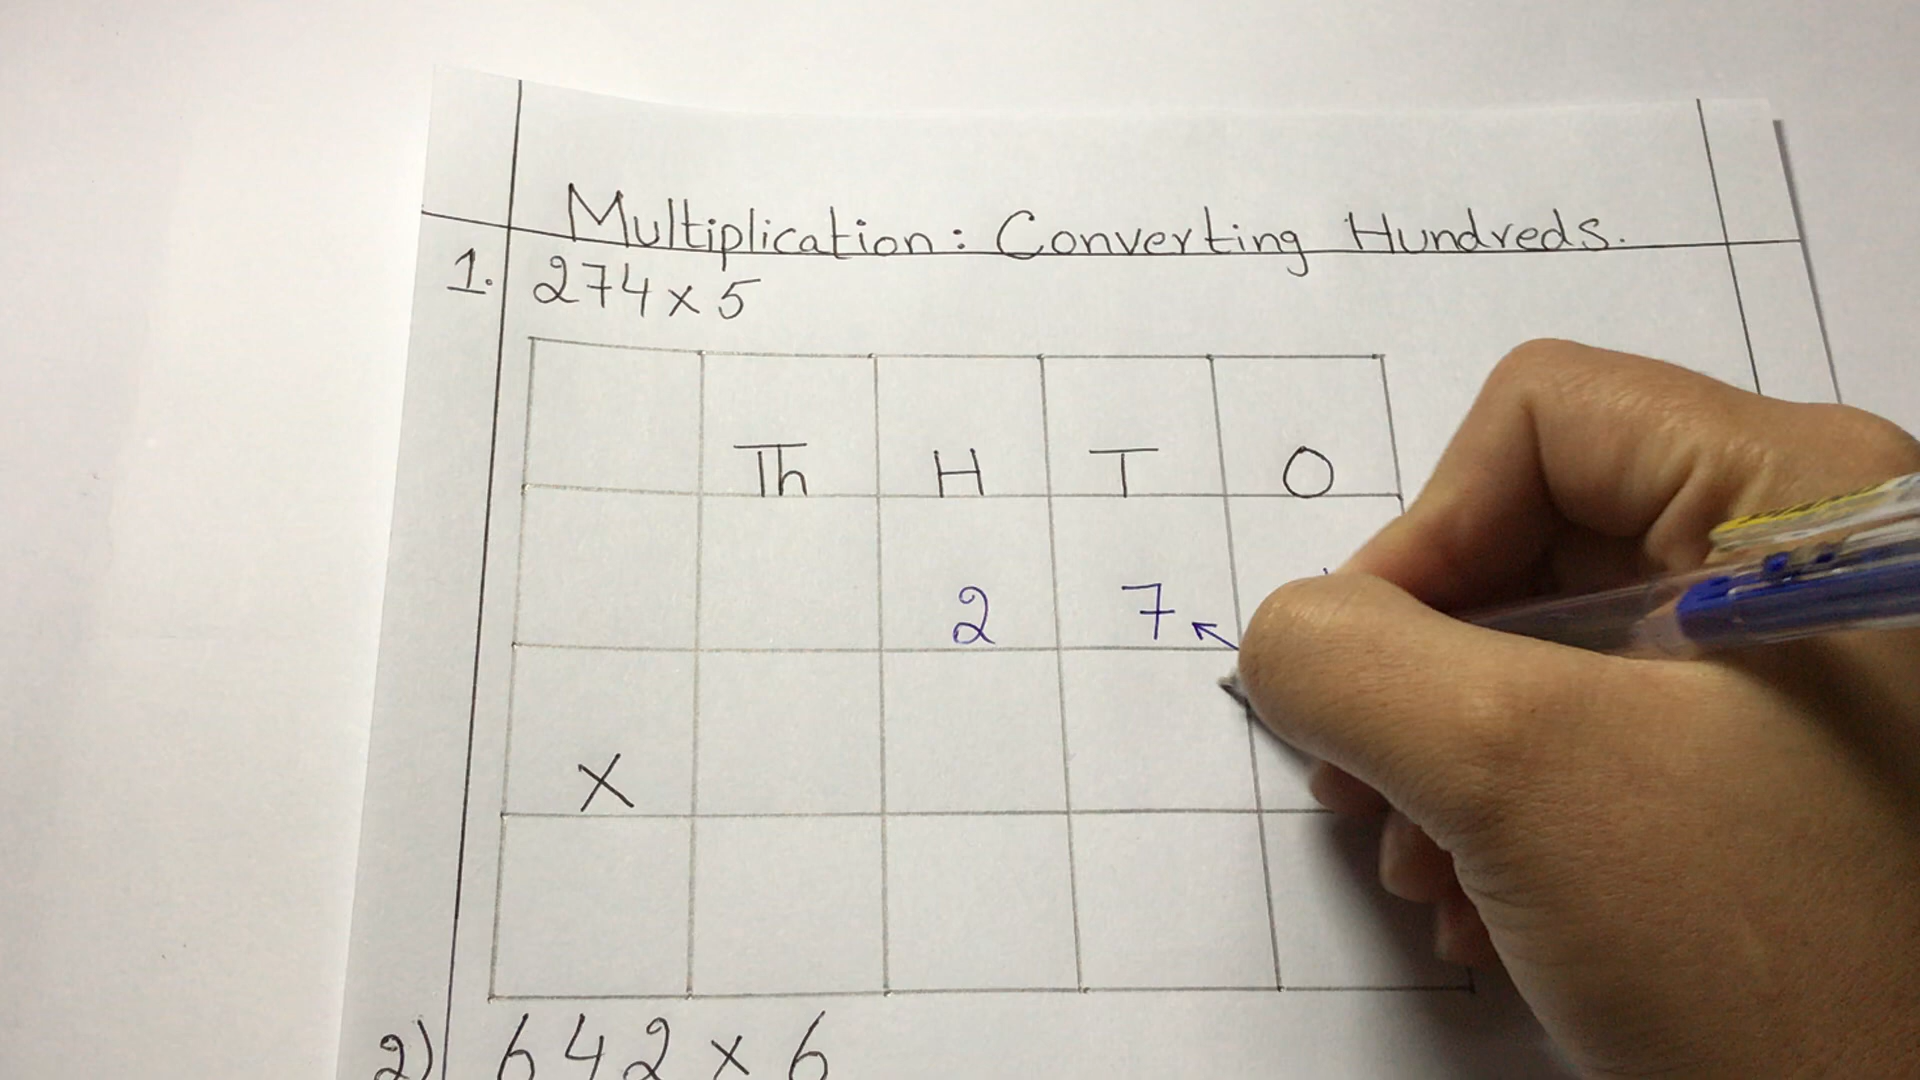 Multiplication: Converting Hundreds.
1. 274 x 5
Th H T O
2 7
X
2) 642 x 6